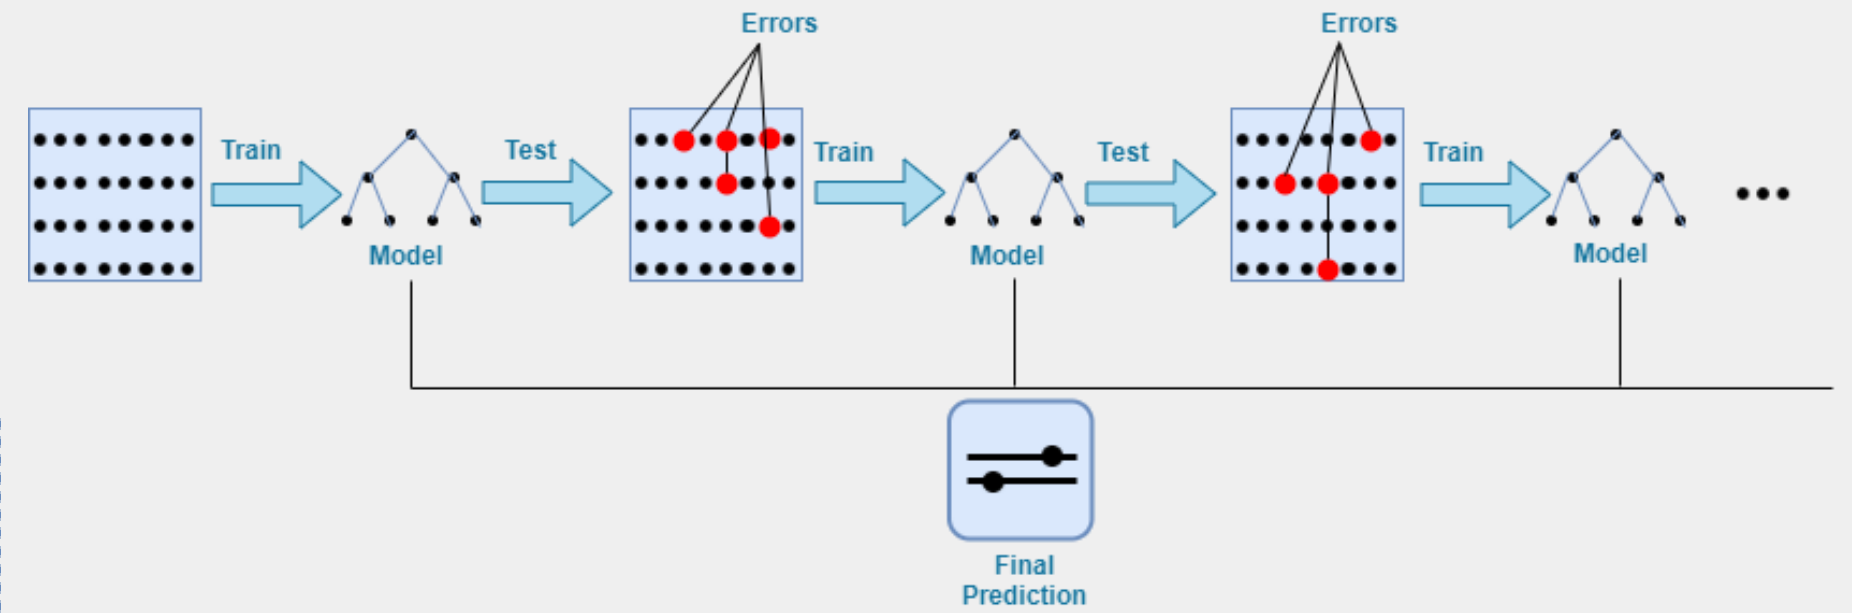 Errors
Errors
Train
Test
Train
Test
Train
Model
Model
Model
Final
Prediction